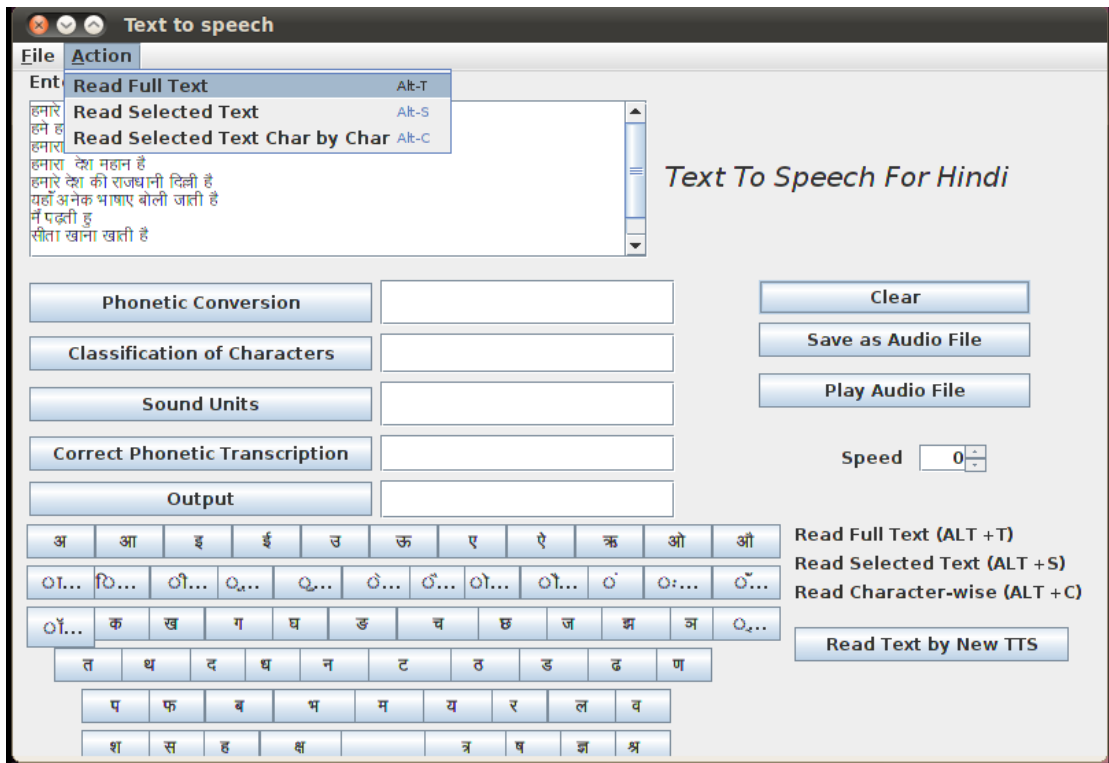 Text to speech
File Action
Ent
Read Full Text Alt-T
Read Selected Text Alt-S
Read Selected Text Char by Char Alt-C
हमारे
हमे ह
हमारा
हमारा देश महान है
हमारे देश की राजधानी दिल्ली है
यहाँ अनेक भाषाए बोली जाती है
मैं पढ़ती हु
सीता खाना खाती है
Text To Speech For Hindi
Phonetic Conversion
Clear
Classification of Characters
Save as Audio File
Sound Units
Play Audio File
Correct Phonetic Transcription
Speed 0
Output
अ आ इ ई उ ऊ ए ऐ ऋ ओ औ
Read Full Text (ALT +T)
ा... ि... ी... ... ... े... ै... ो... ौ... ं ः... ...
Read Selected Text (ALT +S)
Read Character-wise (ALT +C)
ॉ... क ख ग घ ङ च छ ज झ ञ ...
Read Text by New TTS
त थ द ध न ट ठ ड ढ ण
प फ ब भ म य र ल व
श स ह क्ष त्र ष ज्ञ श्र